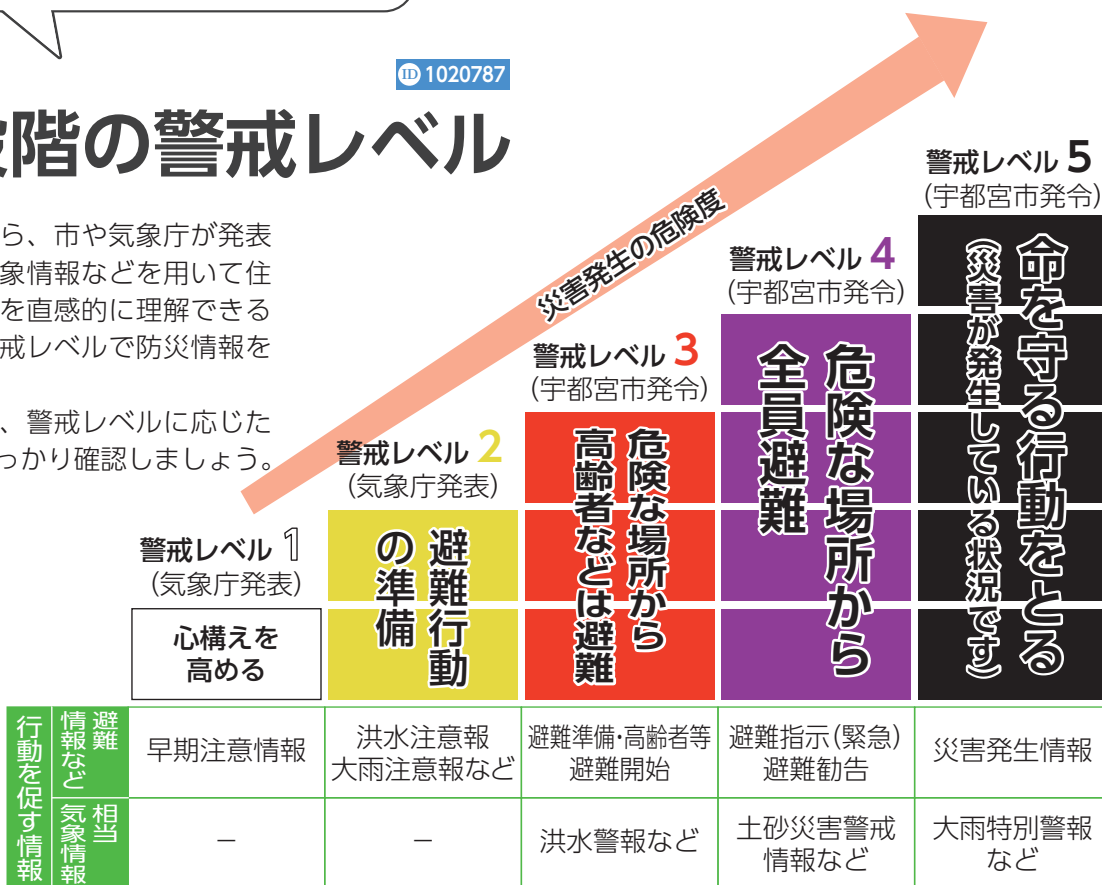 ID 1020787
階の警戒レベル
ら、市や気象庁が発表
象情報などを用いて住
を直感的に理解できる
戒レベルで防災情報を
、警戒レベルに応じた
っかり確認しましょう。
災害発生の危険度
警戒レベル 1
(気象庁発表)
心構えを
高める
警戒レベル 2
(気象庁発表)
避難行動
の準備
警戒レベル 3
(宇都宮市発令)
危険な場所から
高齢者などは避難
警戒レベル 4
(宇都宮市発令)
危険な場所から
全員避難
警戒レベル 5
(宇都宮市発令)
命を守る行動をとる
(災害が発生している状況です)
行動を促す情報
避難
情報など
早期注意情報
洪水注意報
大雨注意報など
避難準備・高齢者等
避難開始
避難指示(緊急)
避難勧告
災害発生情報
相当
気象情報
－
－
洪水警報など
土砂災害警戒
情報など
大雨特別警報
など